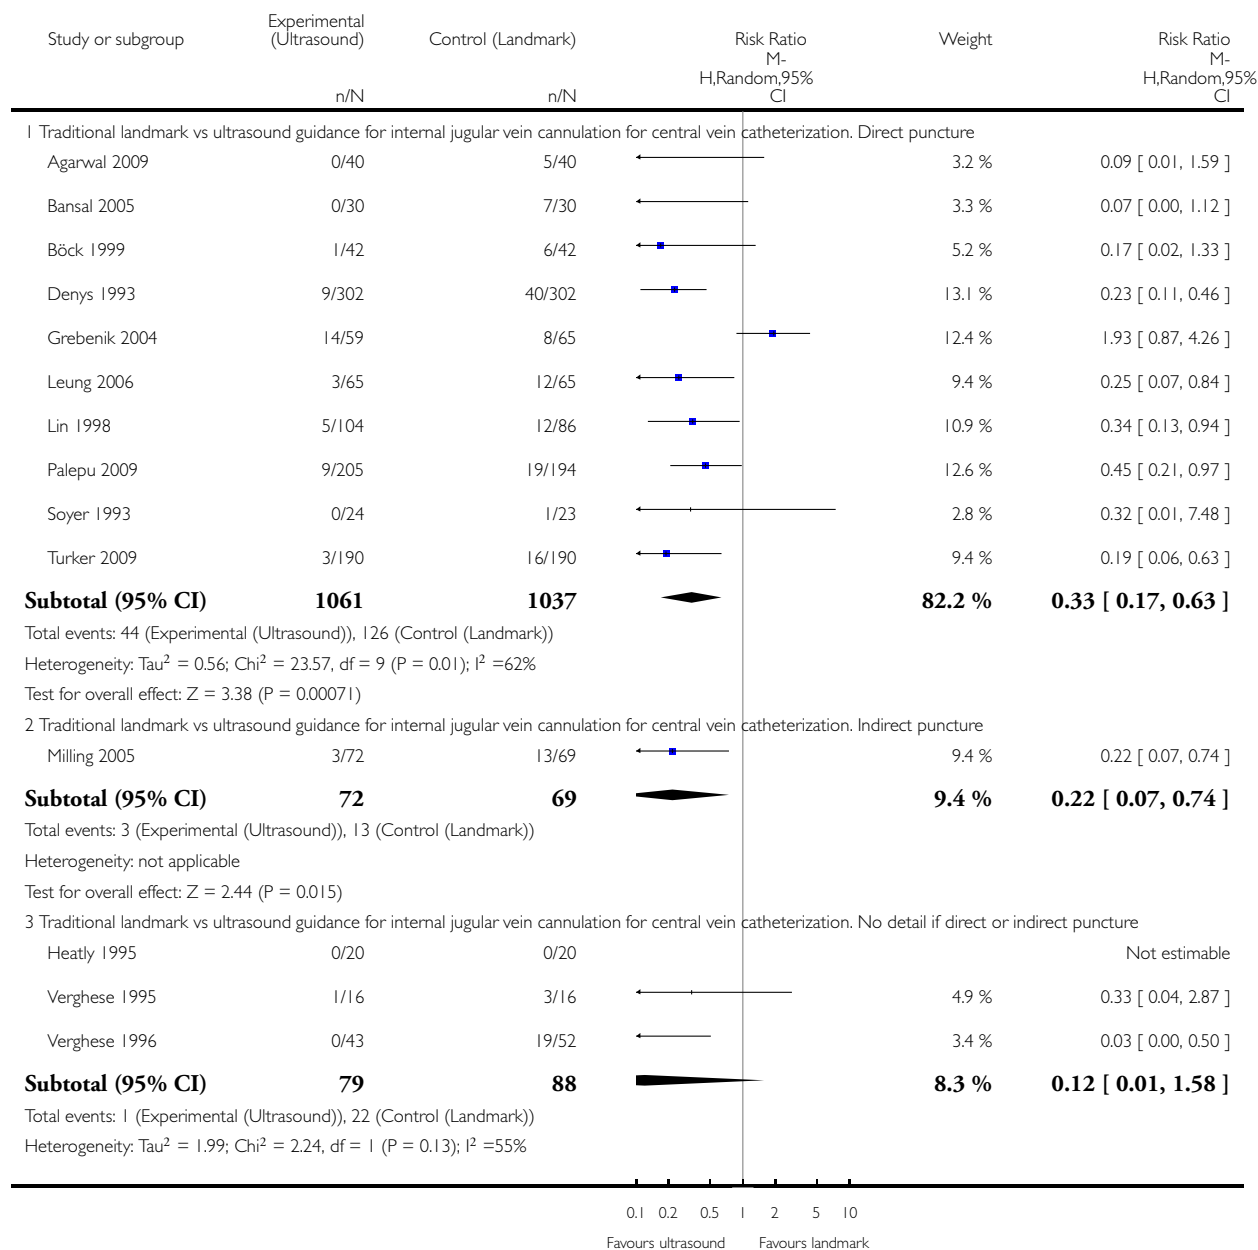 Study or subgroup Experimental (Ultrasound) Control (Landmark) Risk Ratio Weight Risk Ratio
M-H,Random,95% CI M-H,Random,95% CI
n/N n/N
1 Traditional landmark vs ultrasound guidance for internal jugular vein cannulation for central vein catheterization. Direct puncture
Agarwal 2009 0/40 5/40 3.2 % 0.09 [ 0.01, 1.59 ]
Bansal 2005 0/30 7/30 3.3 % 0.07 [ 0.00, 1.12 ]
Böck 1999 1/42 6/42 5.2 % 0.17 [ 0.02, 1.33 ]
Denys 1993 9/302 40/302 13.1 % 0.23 [ 0.11, 0.46 ]
Grebenik 2004 14/59 8/65 12.4 % 1.93 [ 0.87, 4.26 ]
Leung 2006 3/65 12/65 9.4 % 0.25 [ 0.07, 0.84 ]
Lin 1998 5/104 12/86 10.9 % 0.34 [ 0.13, 0.94 ]
Palepu 2009 9/205 19/194 12.6 % 0.45 [ 0.21, 0.97 ]
Soyer 1993 0/24 1/23 2.8 % 0.32 [ 0.01, 7.48 ]
Turker 2009 3/190 16/190 9.4 % 0.19 [ 0.06, 0.63 ]
Subtotal (95% CI) 1061 1037 82.2 % 0.33 [ 0.17, 0.63 ]
Total events: 44 (Experimental (Ultrasound)), 126 (Control (Landmark))
Heterogeneity: Tau² = 0.56; Chi² = 23.57, df = 9 (P = 0.01); I² =62%
Test for overall effect: Z = 3.38 (P = 0.00071)
2 Traditional landmark vs ultrasound guidance for internal jugular vein cannulation for central vein catheterization. Indirect puncture
Milling 2005 3/72 13/69 9.4 % 0.22 [ 0.07, 0.74 ]
Subtotal (95% CI) 72 69 9.4 % 0.22 [ 0.07, 0.74 ]
Total events: 3 (Experimental (Ultrasound)), 13 (Control (Landmark))
Heterogeneity: not applicable
Test for overall effect: Z = 2.44 (P = 0.015)
3 Traditional landmark vs ultrasound guidance for internal jugular vein cannulation for central vein catheterization. No detail if direct or indirect puncture
Heatly 1995 0/20 0/20 Not estimable
Verghese 1995 1/16 3/16 4.9 % 0.33 [ 0.04, 2.87 ]
Verghese 1996 0/43 19/52 3.4 % 0.03 [ 0.00, 0.50 ]
Subtotal (95% CI) 79 88 8.3 % 0.12 [ 0.01, 1.58 ]
Total events: 1 (Experimental (Ultrasound)), 22 (Control (Landmark))
Heterogeneity: Tau² = 1.99; Chi² = 2.24, df = 1 (P = 0.13); I² =55%
0.1 0.2 0.5 1 2 5 10
Favours ultrasound Favours landmark